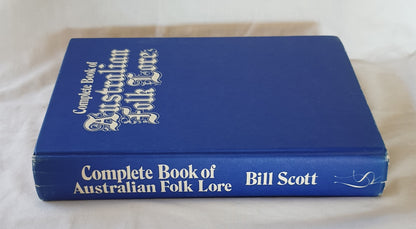 Complete Book of
Australian
Folk Lore
Complete Book of
Australian Folk Lore
Bill Scott